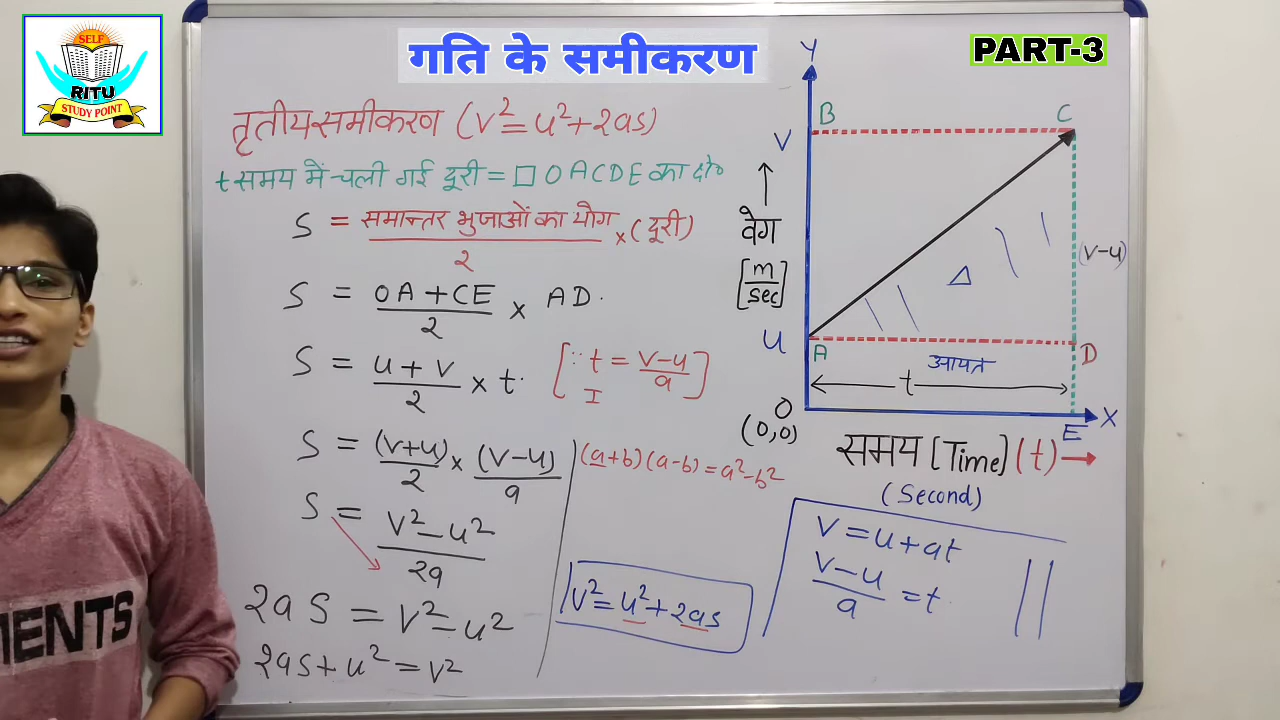 SELF
RITU
STUDY POINT
गति के समीकरण
PART-3
तृतीय समीकरण (v²=u²+2as)
t समय में चली गई दूरी = □ OACDE का क्षे०
S = समान्तर भुजाओं का योग / 2 × (दूरी)
S = OA+CE / 2 × AD.
S = u+v / 2 × t. [∵ t = v-u / a]
I
S = (v+u) / 2 × (v-u) / a
(a+b)(a-b) = a²-b²
S = v²-u² / 2a
2as = v²-u²
2as+u² = v²
v²=u²+2as
Y
B
C
V
वेग
[m/sec]
(v-u)
Δ
U
A
D
आयत
t
O
(0,0)
E
X
समय [Time] (t) →
(Second)
v=u+at
v-u / a = t
MENTS